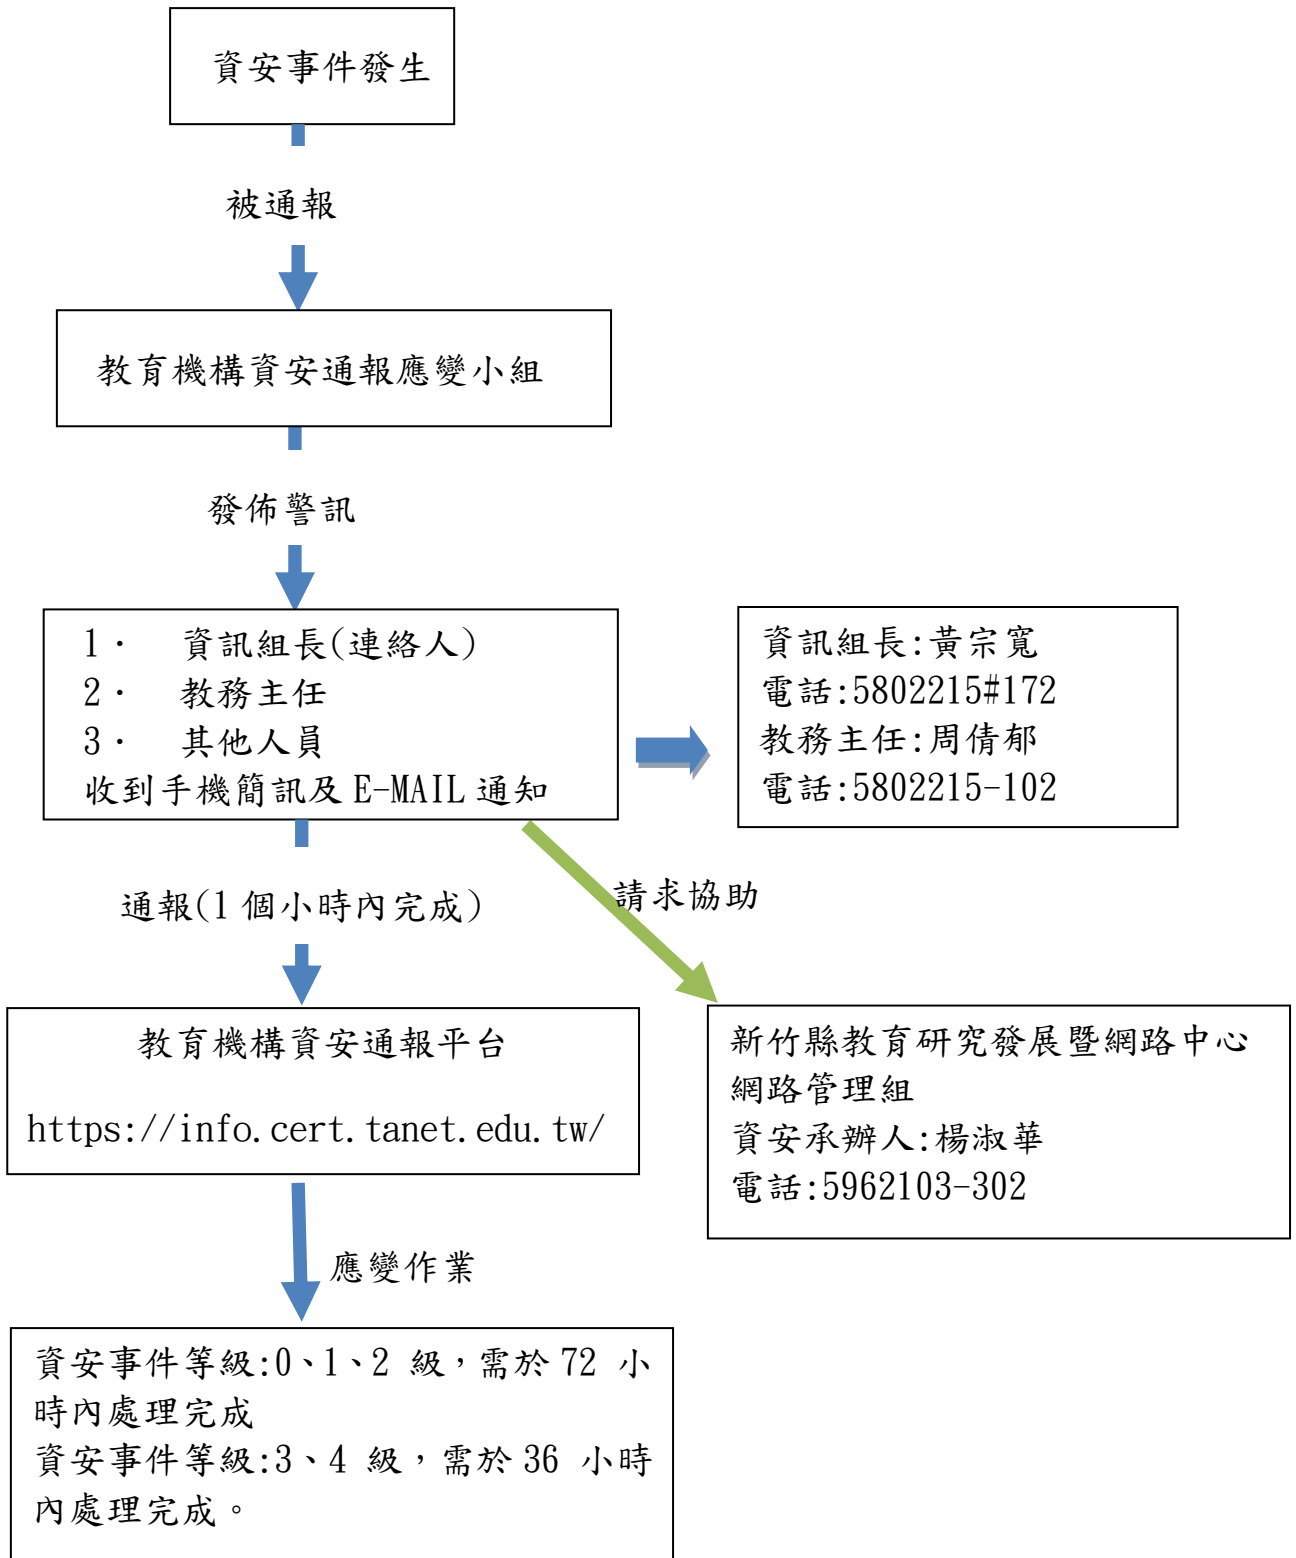 資安事件發生
被通報
教育機構資安通報應變小組
發佈警訊
1. 資訊組長(連絡人)
2. 教務主任
3. 其他人員
收到手機簡訊及 E-MAIL 通知
資訊組長:黃宗寬
電話:5802215#172
教務主任:周倩郁
電話:5802215-102
通報(1 個小時內完成)
請求協助
教育機構資安通報平台
https://info.cert.tanet.edu.tw/
新竹縣教育研究發展暨網路中心
網路管理組
資安承辦人:楊淑華
電話:5962103-302
應變作業
資安事件等級:0、1、2 級，需於 72 小
時內處理完成
資安事件等級:3、4 級，需於 36 小時
內處理完成。